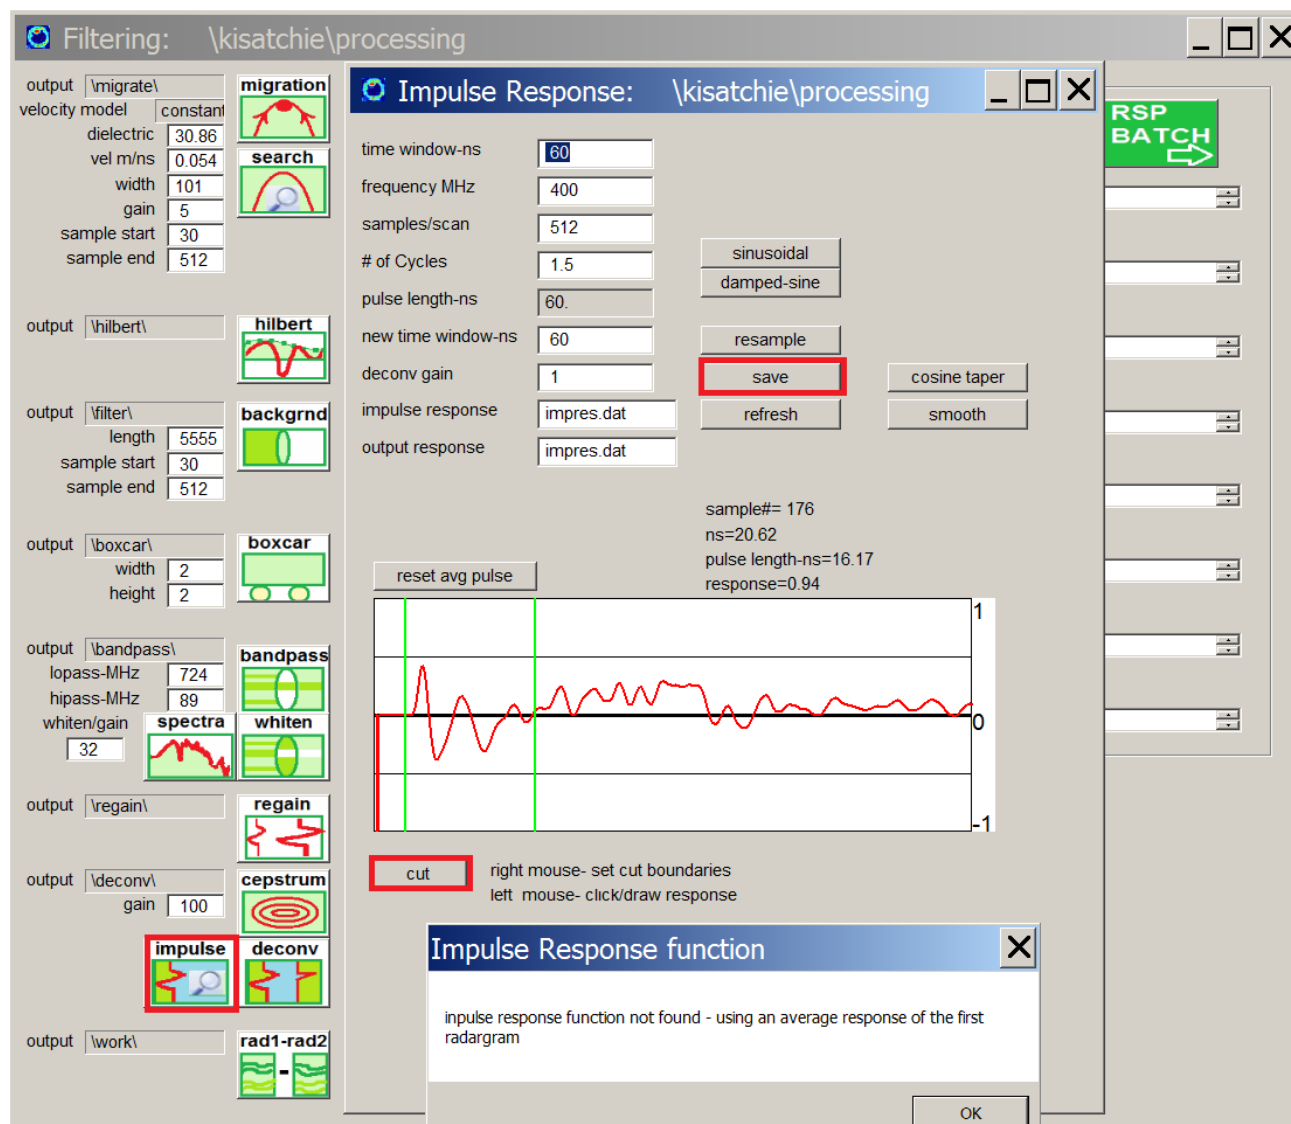 Filtering: \kisatchie\processing
output \migrate\ migration
velocity model constant
dielectric 30.86
vel m/ns 0.054 search
width 101
gain 5
sample start 30
sample end 512
output \hilbert\ hilbert
output \filter\ backgrnd
length 5555
sample start 30
sample end 512
output \boxcar\ boxcar
width 2
height 2
output \bandpass\ bandpass
lopass-MHz 724
hipass-MHz 89
whiten/gain spectra whiten
32
output \regain\ regain
output \deconv\ cepstrum
gain 100
impulse deconv
output \work\ rad1-rad2
Impulse Response: \kisatchie\processing
time window-ns 60
frequency MHz 400
samples/scan 512
sinusoidal
# of Cycles 1.5
damped-sine
pulse length-ns 60.
new time window-ns 60 resample
deconv gain 1 save cosine taper
impulse response impres.dat refresh smooth
output response impres.dat
sample#= 176
ns=20.62
pulse length-ns=16.17
reset avg pulse response=0.94
1
0
-1
cut right mouse- set cut boundaries
left mouse- click/draw response
Impulse Response function
inpulse response function not found - using an average response of the first
radargram
OK
RSP
BATCH